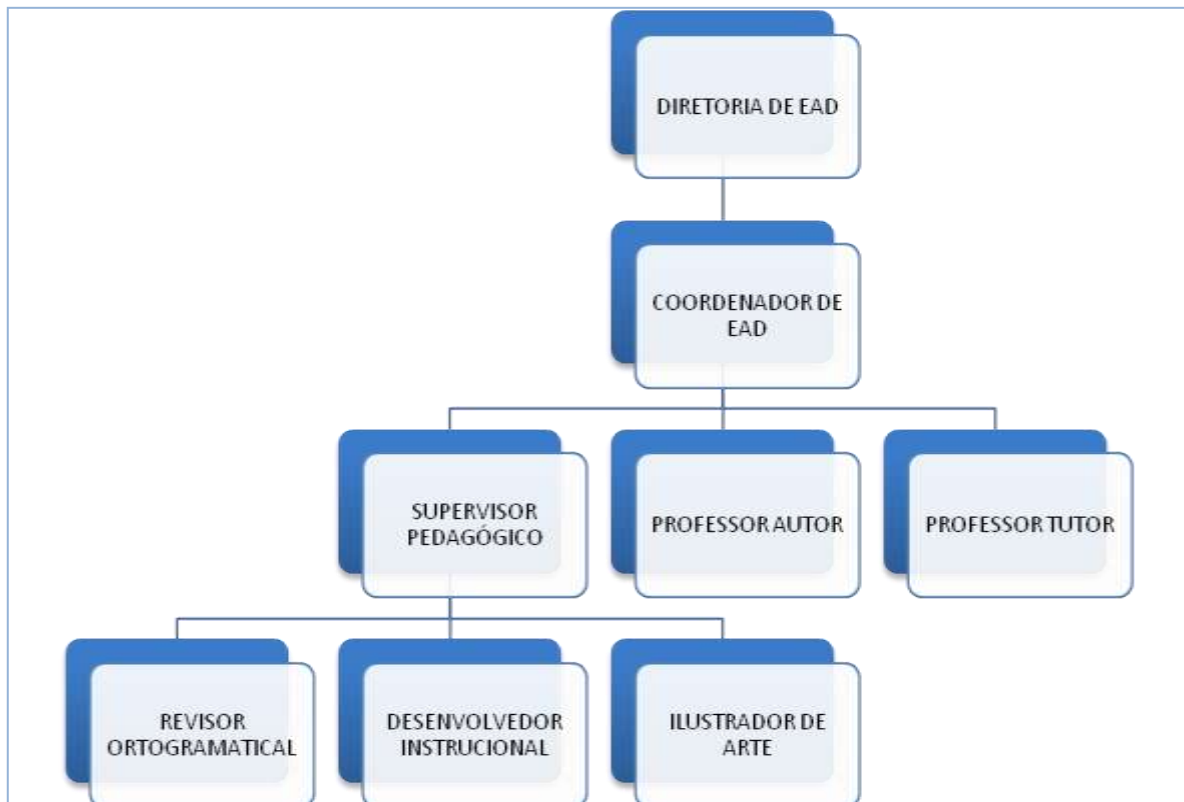 DIRETORIA DE EAD
COORDENADOR DE
EAD
SUPERVISOR
PEDAGÓGICO
PROFESSOR AUTOR
PROFESSOR TUTOR
REVISOR
ORTOGRAMATICAL
DESENVOLVEDOR
INSTRUCIONAL
ILUSTRADOR DE
ARTE